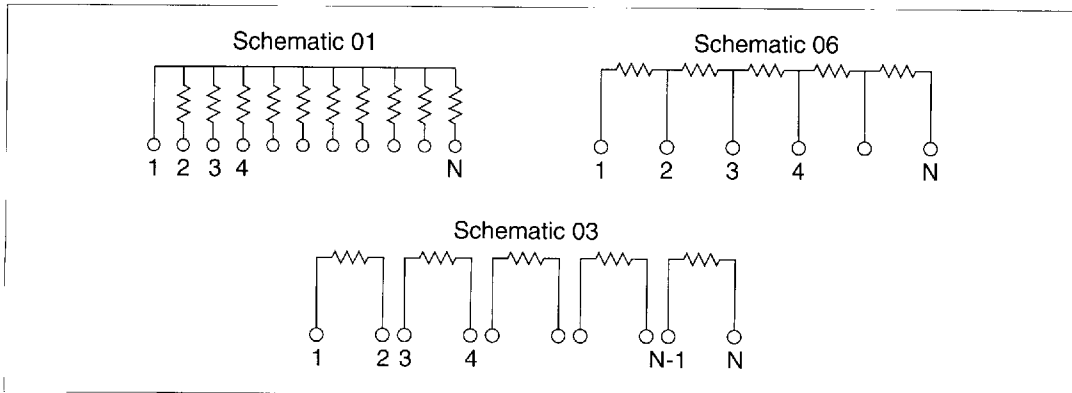 Schematic 01
1 2 3 4 N
Schematic 06
1 2 3 4 N
Schematic 03
1 2 3 4 N-1 N